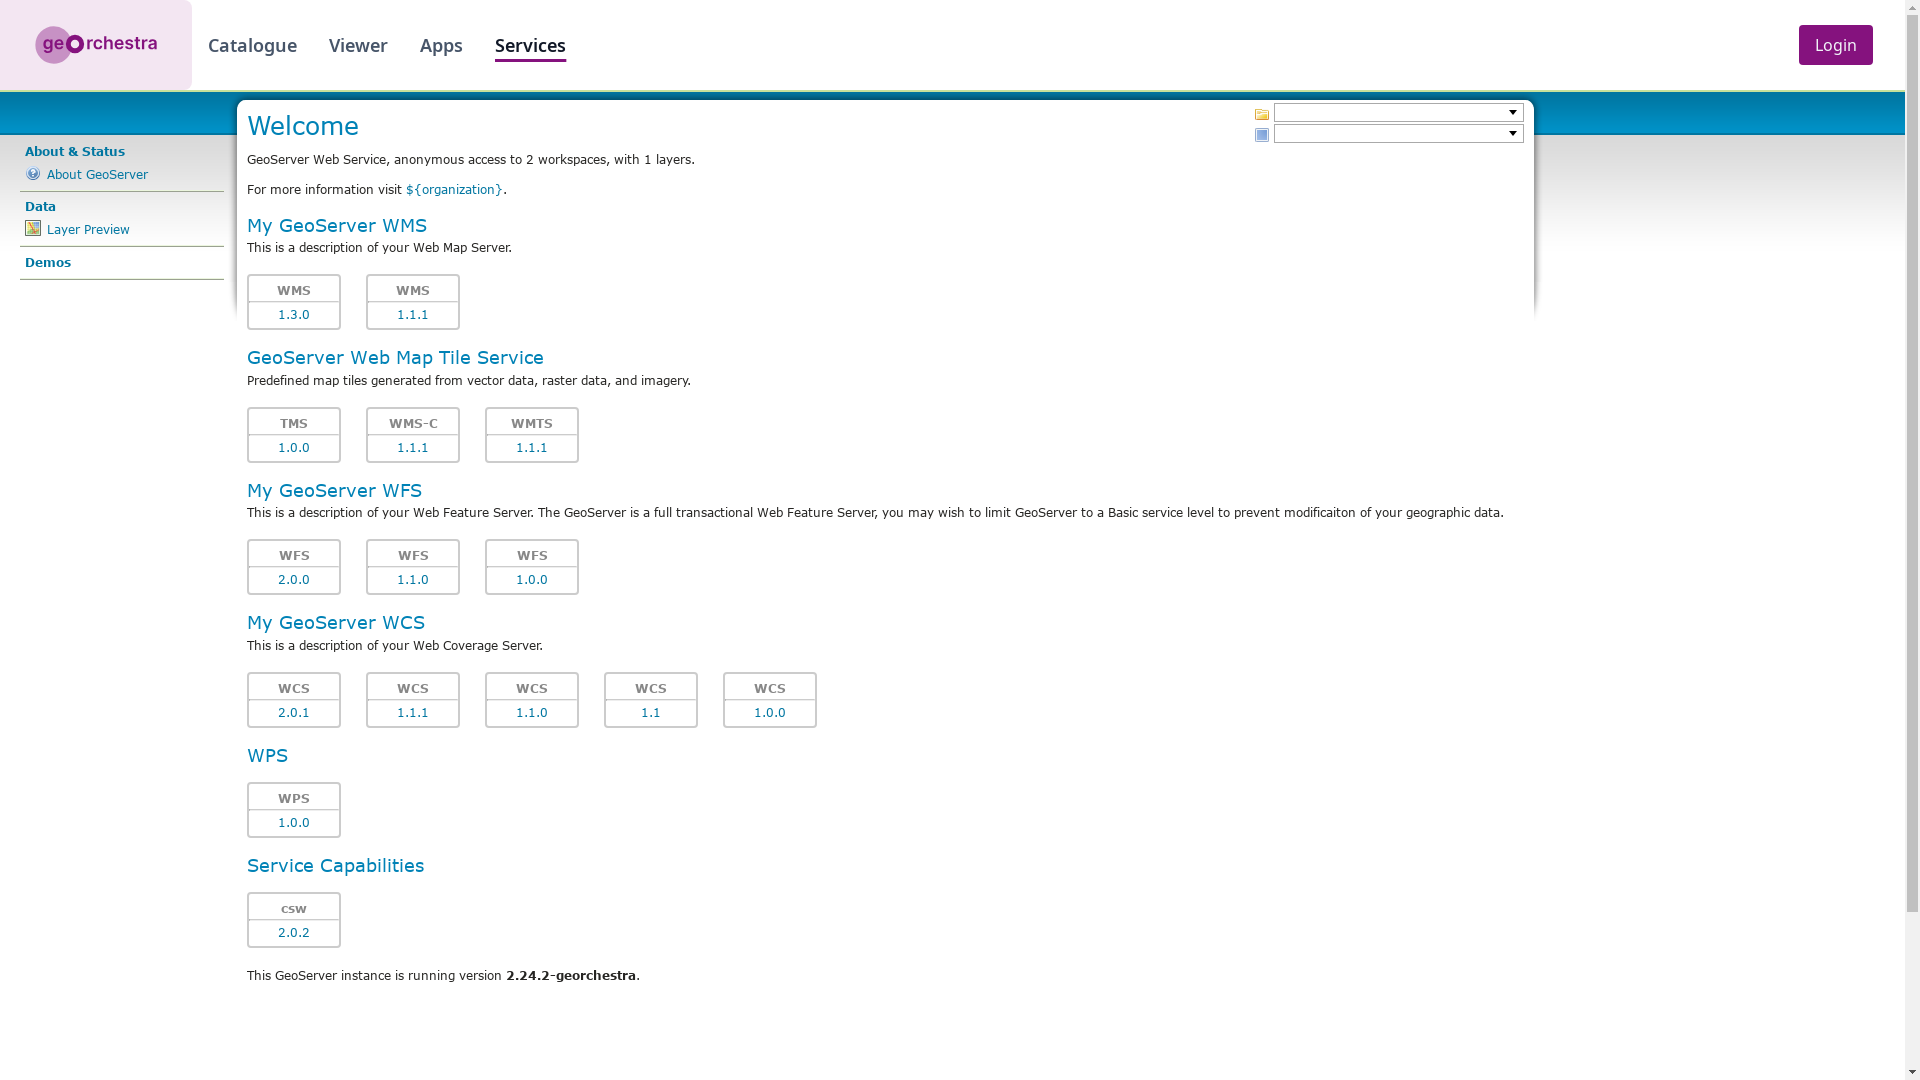 geOrchestra
Catalogue
Viewer
Apps
Services
Login
About & Status
About GeoServer
Data
Layer Preview
Demos
Welcome
GeoServer Web Service, anonymous access to 2 workspaces, with 1 layers.
For more information visit ${organization}.
My GeoServer WMS
This is a description of your Web Map Server.
WMS
1.3.0
WMS
1.1.1
GeoServer Web Map Tile Service
Predefined map tiles generated from vector data, raster data, and imagery.
TMS
1.0.0
WMS-C
1.1.1
WMTS
1.1.1
My GeoServer WFS
This is a description of your Web Feature Server. The GeoServer is a full transactional Web Feature Server, you may wish to limit GeoServer to a Basic service level to prevent modificaiton of your geographic data.
WFS
2.0.0
WFS
1.1.0
WFS
1.0.0
My GeoServer WCS
This is a description of your Web Coverage Server.
WCS
2.0.1
WCS
1.1.1
WCS
1.1.0
WCS
1.1
WCS
1.0.0
WPS
WPS
1.0.0
Service Capabilities
csw
2.0.2
This GeoServer instance is running version 2.24.2-georchestra.